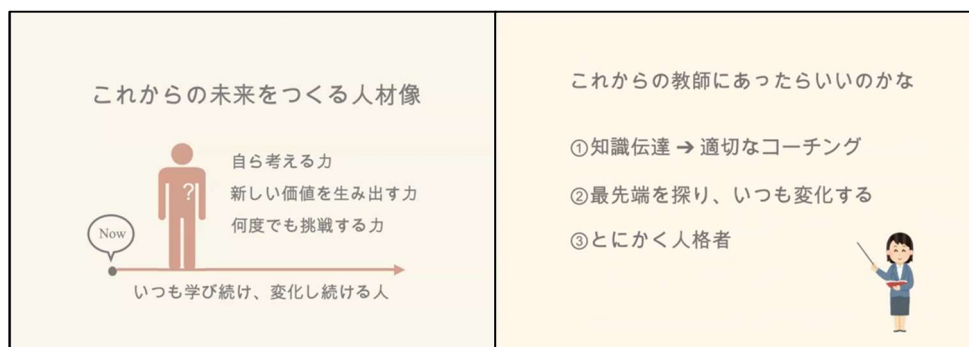 これからの未来をつくる人材像
自ら考える力
?
新しい価値を生み出す力
何度でも挑戦する力
Now
いつも学び続け、変化し続ける人
これからの教師にあったらいいのかな
①知識伝達 ➔ 適切なコーチング
②最先端を探り、いつも変化する
③とにかく人格者